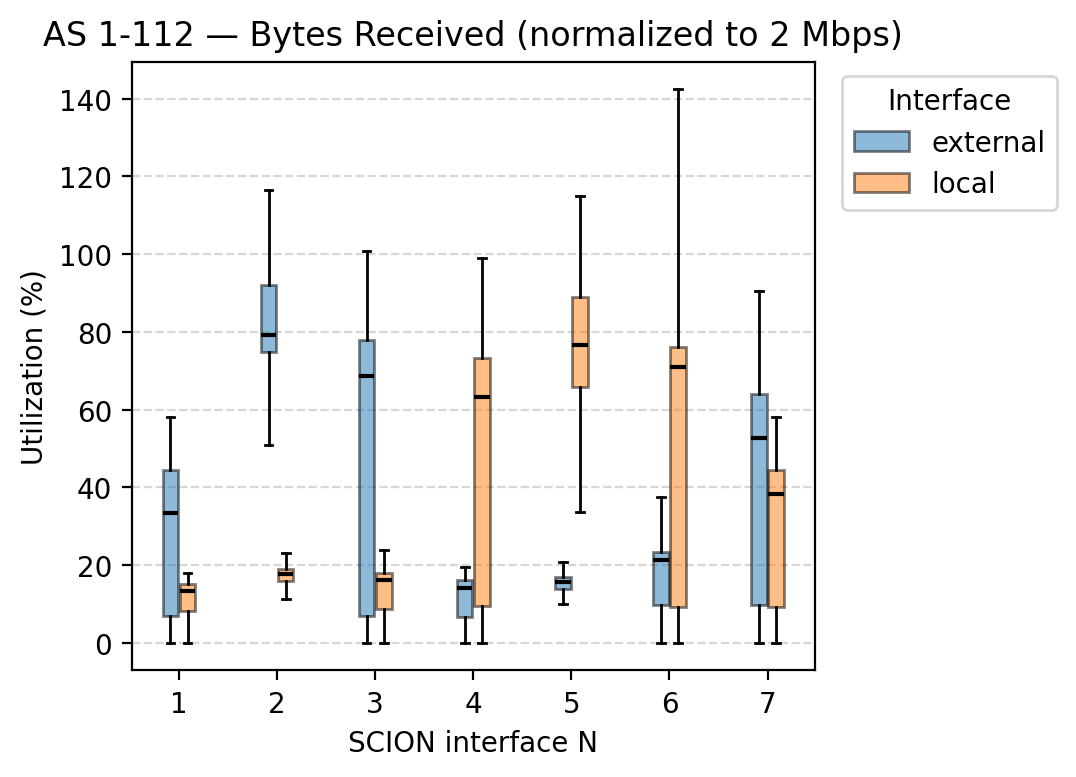 AS 1-112 — Bytes Received (normalized to 2 Mbps)
Interface
external
local
Utilization (%)
140
120
100
80
60
40
20
0
1 2 3 4 5 6 7
SCION interface N